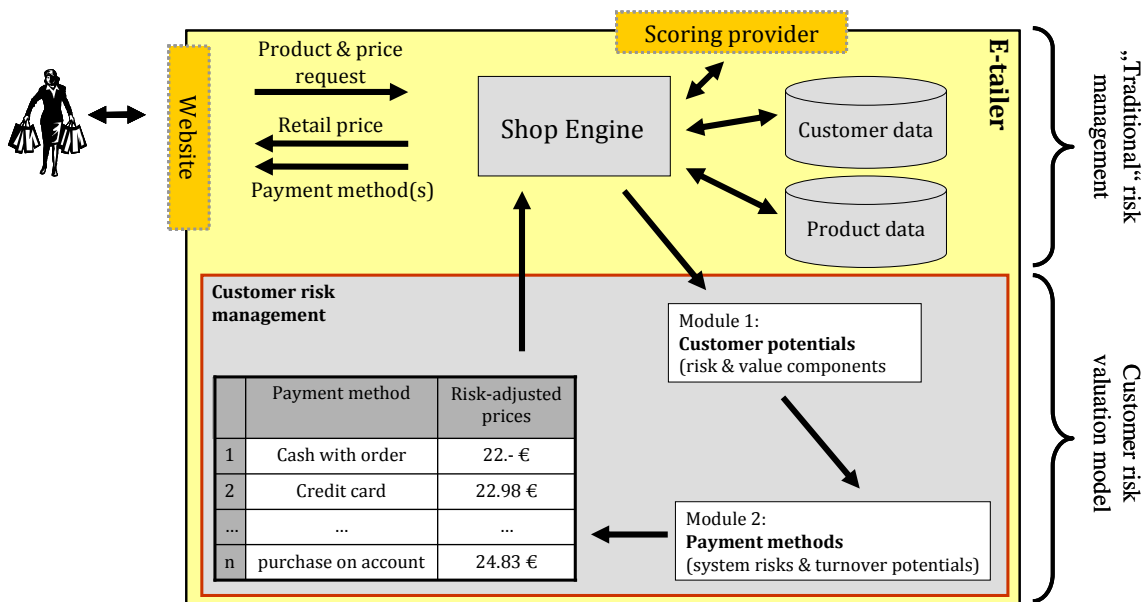 Scoring provider
E-tailer
„Traditional“ risk
management
Product & price
request
Website
Retail price
Payment method(s)
Shop Engine
Customer data
Product data
Customer risk
management
Module 1:
Customer potentials
(risk & value components
Customer risk
valuation model
Payment method Risk-adjusted
prices
1 Cash with order 22.- €
2 Credit card 22.98 €
... ... ...
n purchase on account 24.83 €
Module 2:
Payment methods
(system risks & turnover potentials)